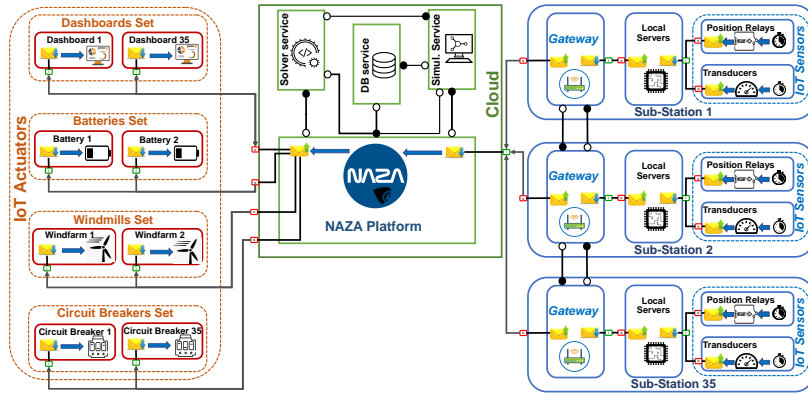 IoT Actuators
Dashboards Set
Dashboard 1
Dashboard 35
Batteries Set
Battery 1
Battery 2
Windmills Set
Windfarm 1
Windfarm 2
Circuit Breakers Set
Circuit Breaker 1
Circuit Breaker 35
Cloud
Solver service
DB service
Simul. Service
NAZA
NAZA Platform
Gateway
Local
Servers
Position Relays
Transducers
IoT Sensors
Sub-Station 1
Gateway
Local
Servers
Position Relays
Transducers
IoT Sensors
Sub-Station 2
Gateway
Local
Servers
Position Relays
Transducers
IoT Sensors
Sub-Station 35